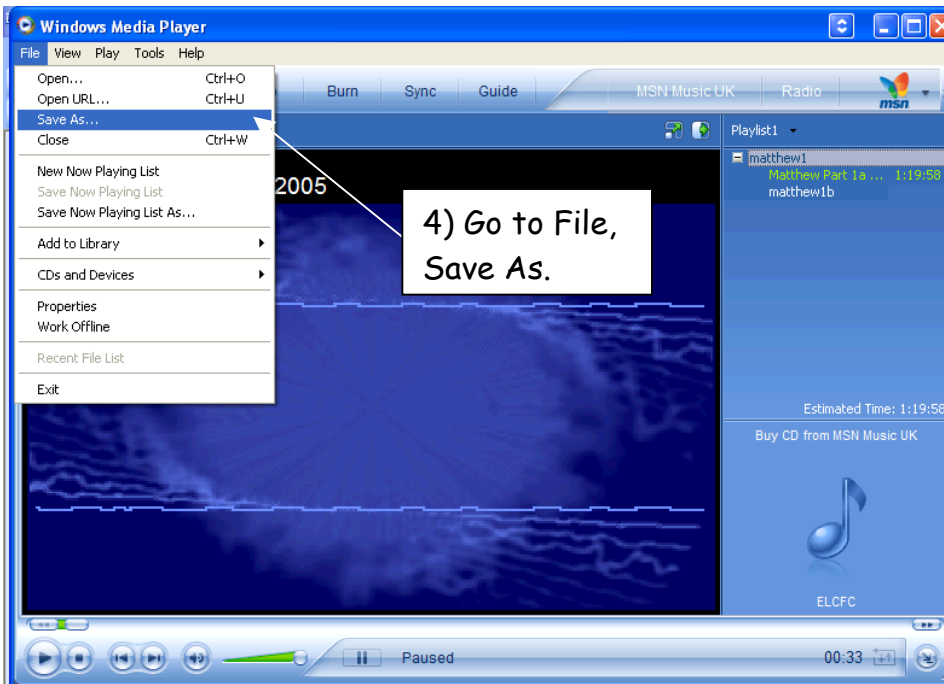 Windows Media Player
File View Play Tools Help
Open... Ctrl+O
Open URL... Ctrl+U
Save As...
Close Ctrl+W
New Now Playing List
Save Now Playing List
Save Now Playing List As...
Add to Library
CDs and Devices
Properties
Work Offline
Recent File List
Exit
Burn Sync Guide MSN Music UK Radio msn
2005
4) Go to File,
Save As.
Playlist1
matthew1
Matthew Part 1a ... 1:19:58
matthew1b
Estimated Time: 1:19:58
Buy CD from MSN Music UK
ELCFC
Paused 00:33